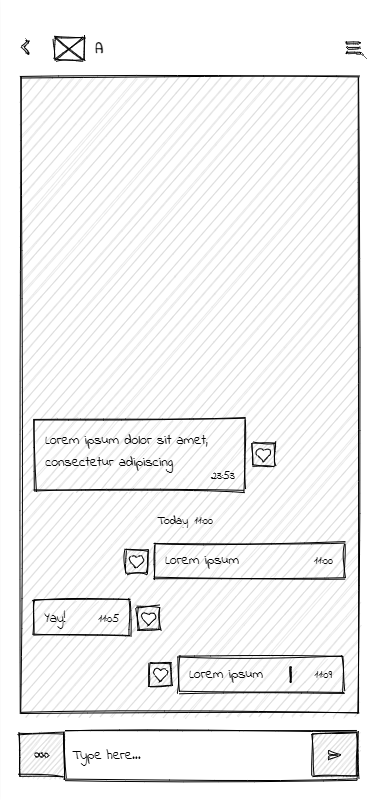 A
Lorem ipsum dolor sit amet,
consectetur adipiscing
23:53
Today 11:00
Lorem ipsum 11:00
Yay! 11:05
Lorem ipsum 11:09
Type here...